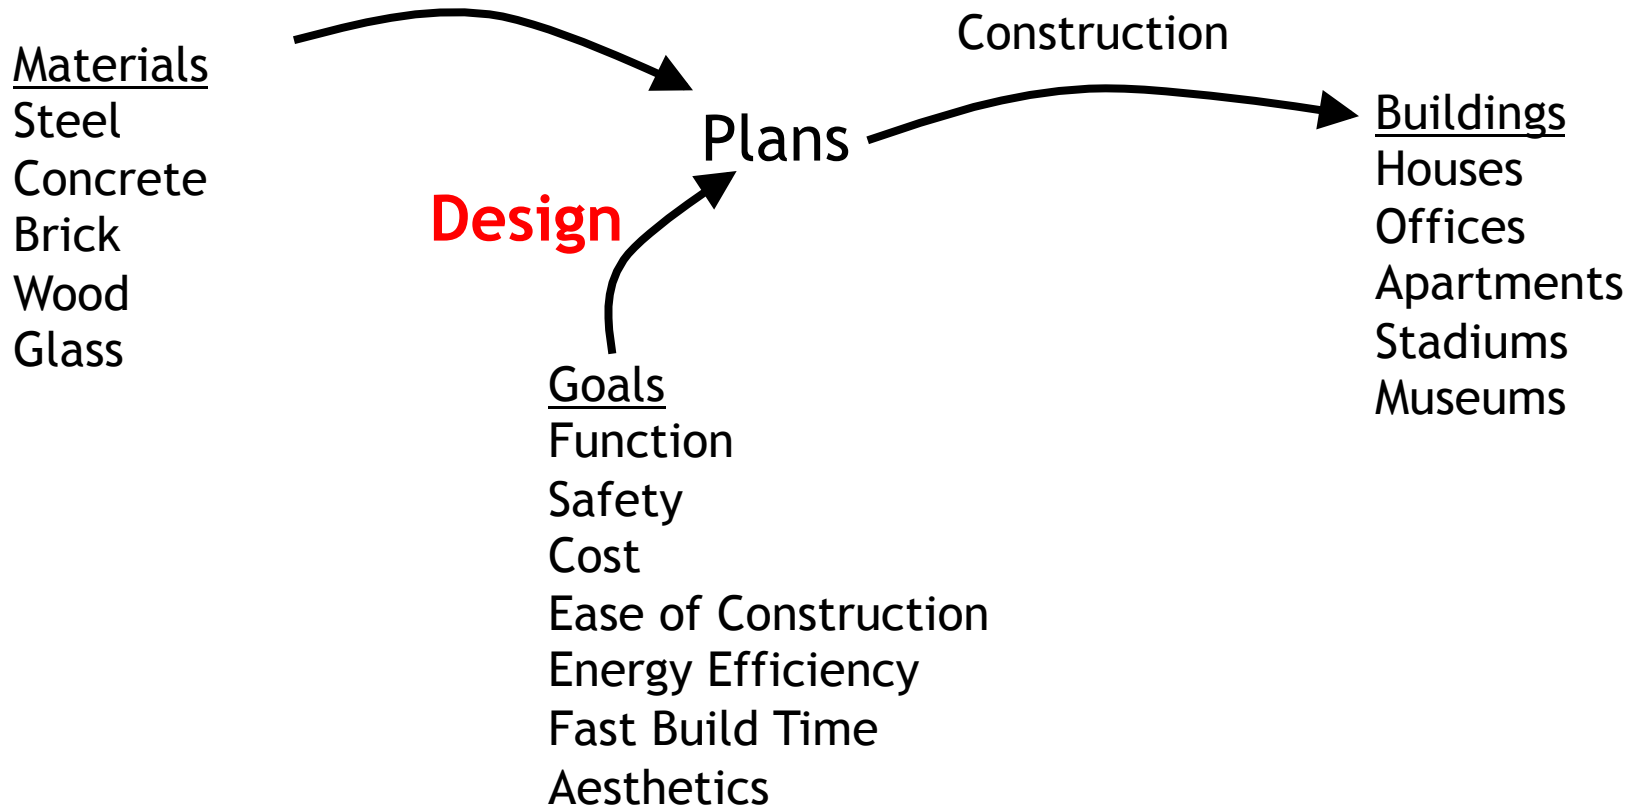 Materials
Steel
Concrete
Brick
Wood
Glass
Design
Plans
Construction
Goals
Function
Safety
Cost
Ease of Construction
Energy Efficiency
Fast Build Time
Aesthetics
Buildings
Houses
Offices
Apartments
Stadiums
Museums